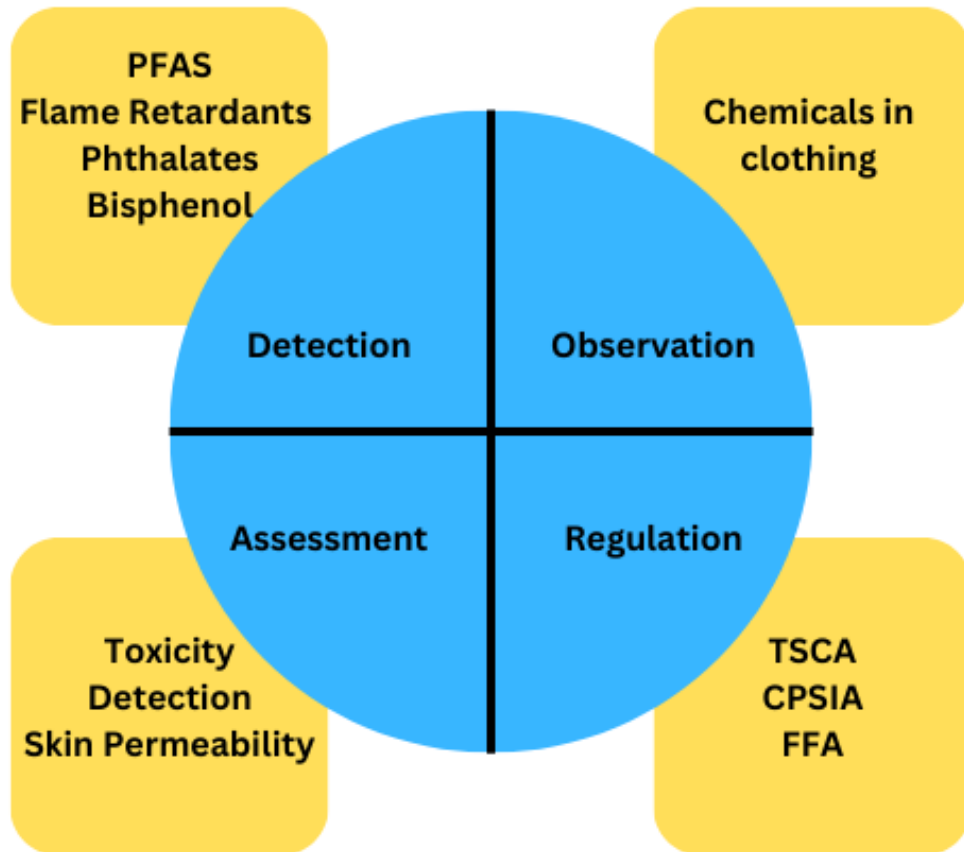 PFAS
Flame Retardants
Phthalates
Bisphenol
Chemicals in
clothing
Detection
Observation
Assessment
Regulation
Toxicity
Detection
Skin Permeability
TSCA
CPSIA
FFA